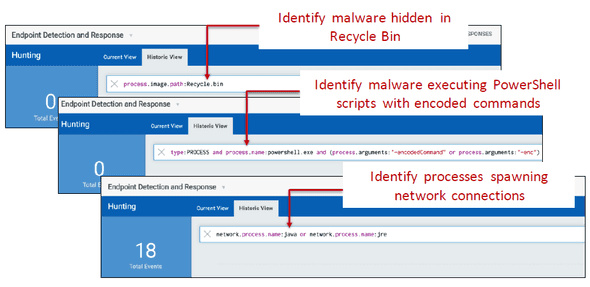 Identify malware hidden in
Recycle Bin
Endpoint Detection and Response
Hunting
Current View
Historic View
process.image.path:Recycle.bin
0
Total Events
Identify malware executing PowerShell
scripts with encoded commands
Endpoint Detection and Response
Hunting
Current View
Historic View
type:PROCESS and process.name:powershell.exe and (process.arguments:"-encodedCommand" or process.arguments:"-enc")
0
Total Events
Identify processes spawning
network connections
Endpoint Detection and Response
Hunting
Current View
Historic View
network.process.name:java or network.process.name:jre
18
Total Events